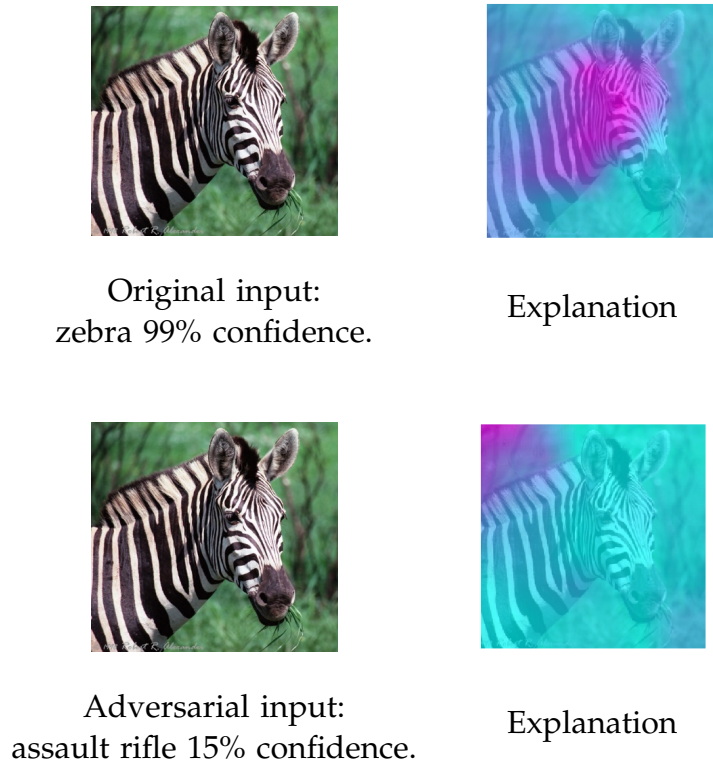 Original input:
zebra 99% confidence.
Explanation
Adversarial input:
assault rifle 15% confidence.
Explanation